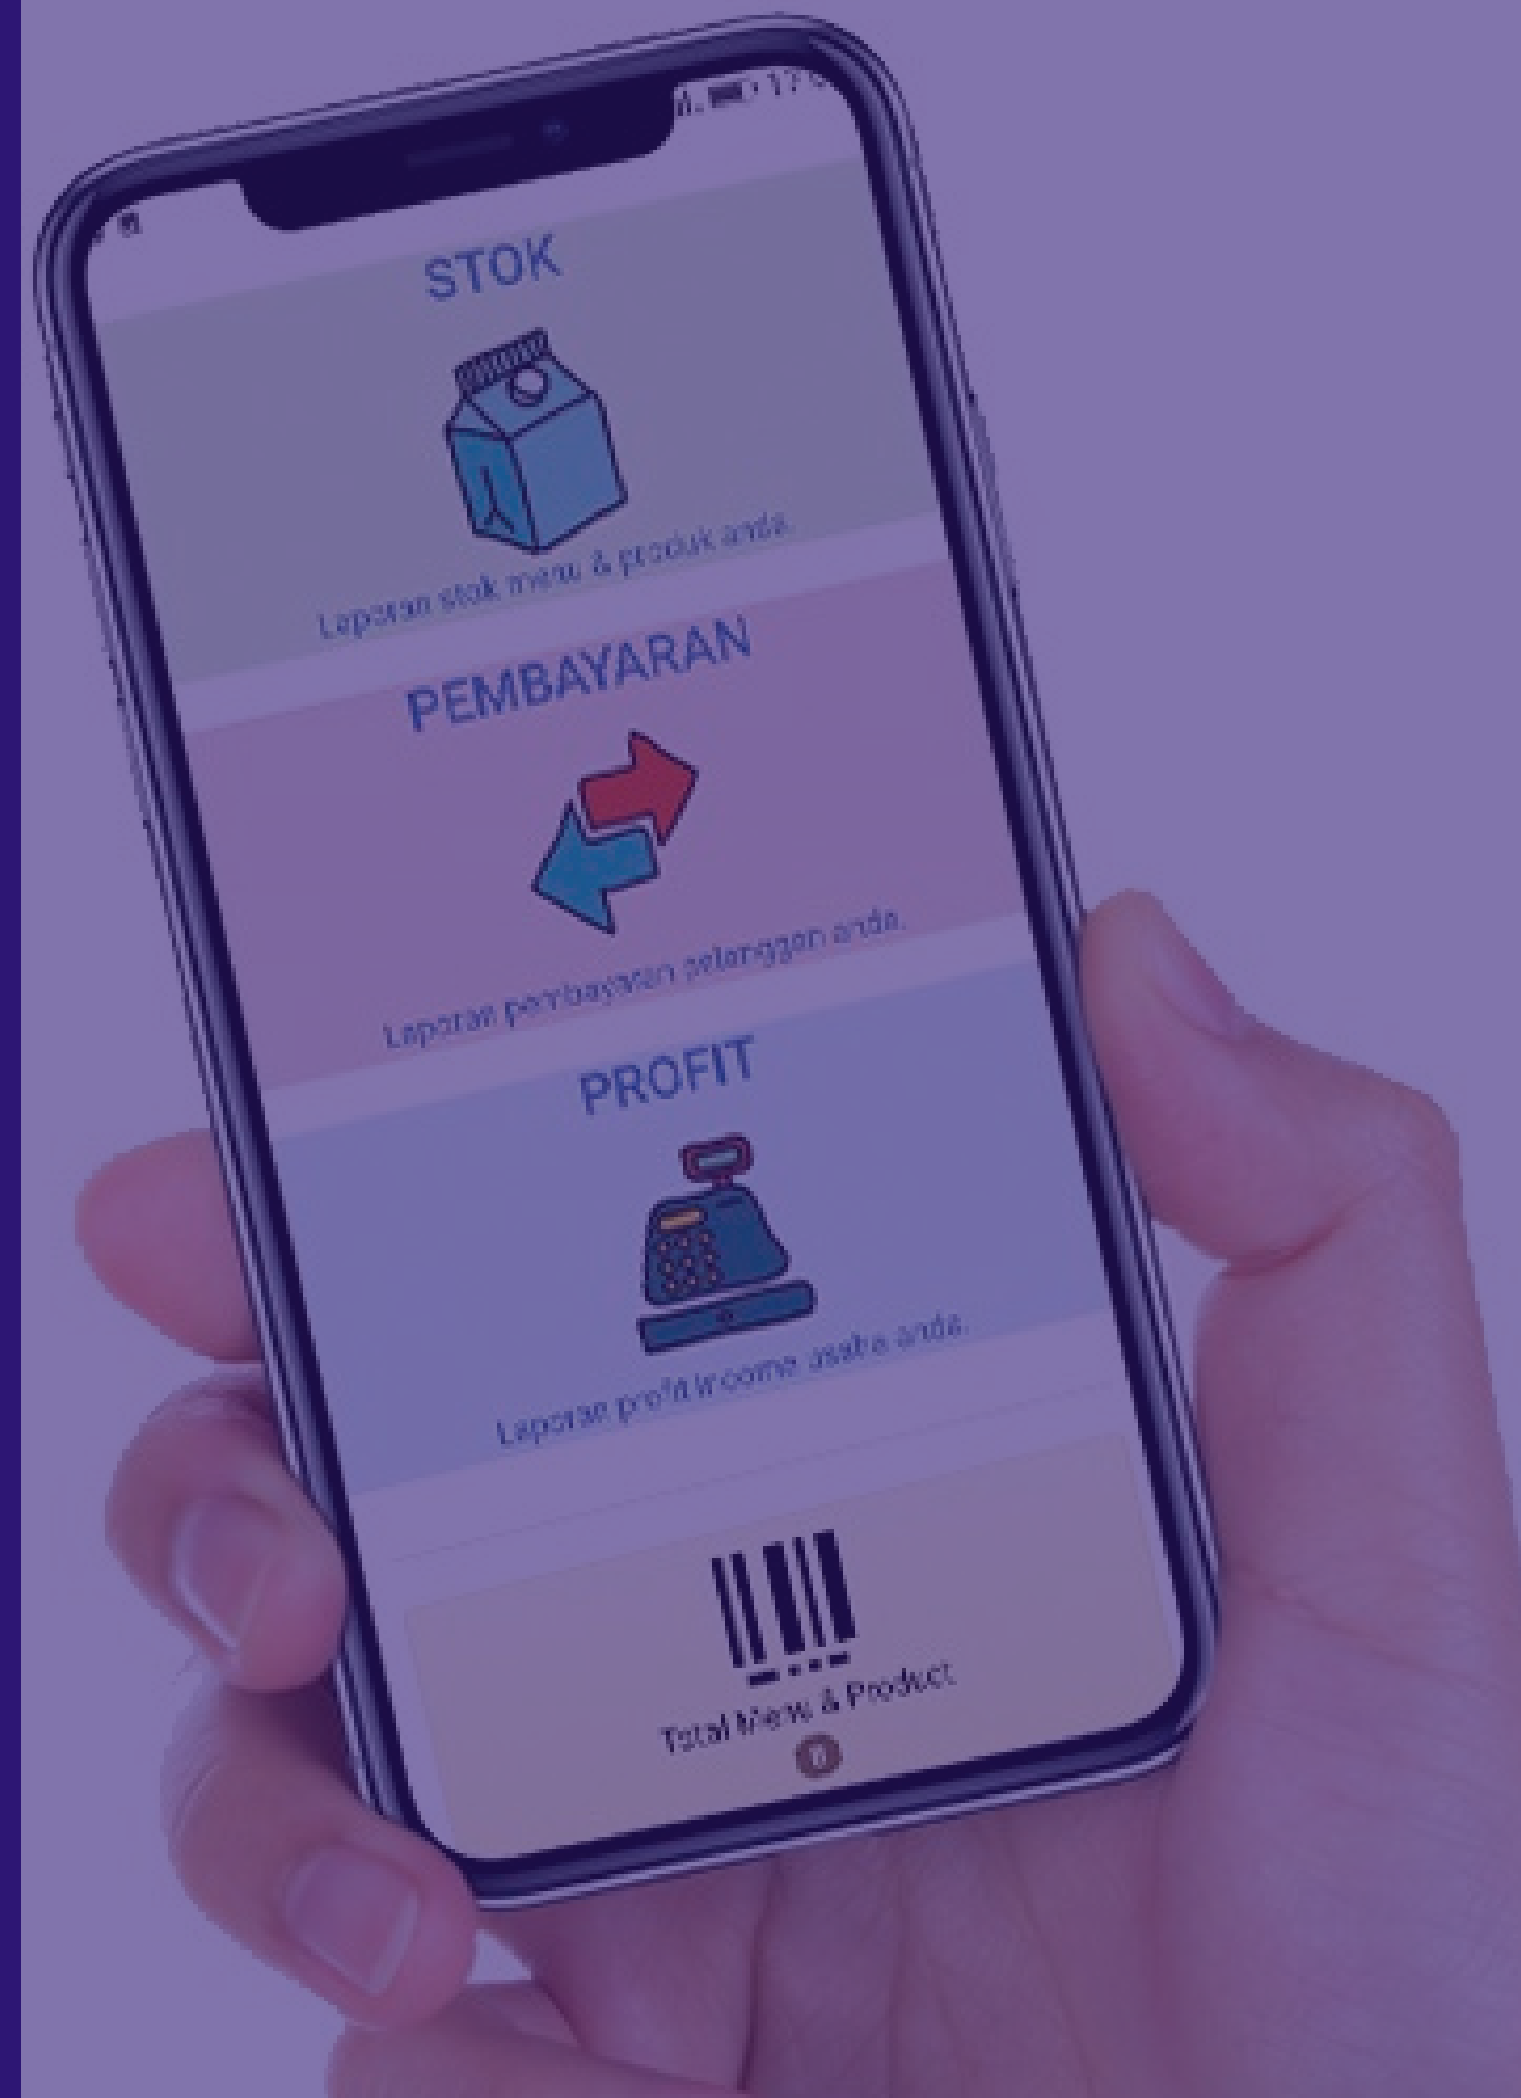 STOK
Laporan stok menu & produk anda.
PEMBAYARAN
Laporan pembayaran pelanggan anda.
PROFIT
Laporan profit income usaha anda.
Total Menu & Product
0